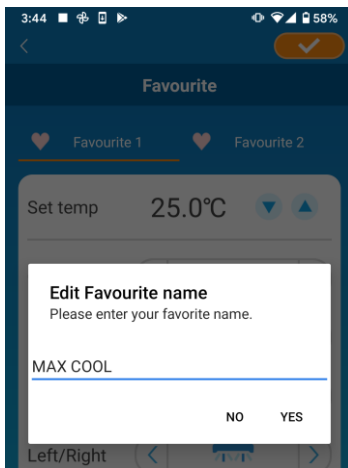 3:44 58%
Favourite
Favourite 1 Favourite 2
Set temp 25.0°C
Edit Favourite name
Please enter your favorite name.
MAX COOL
NO YES
Left/Right